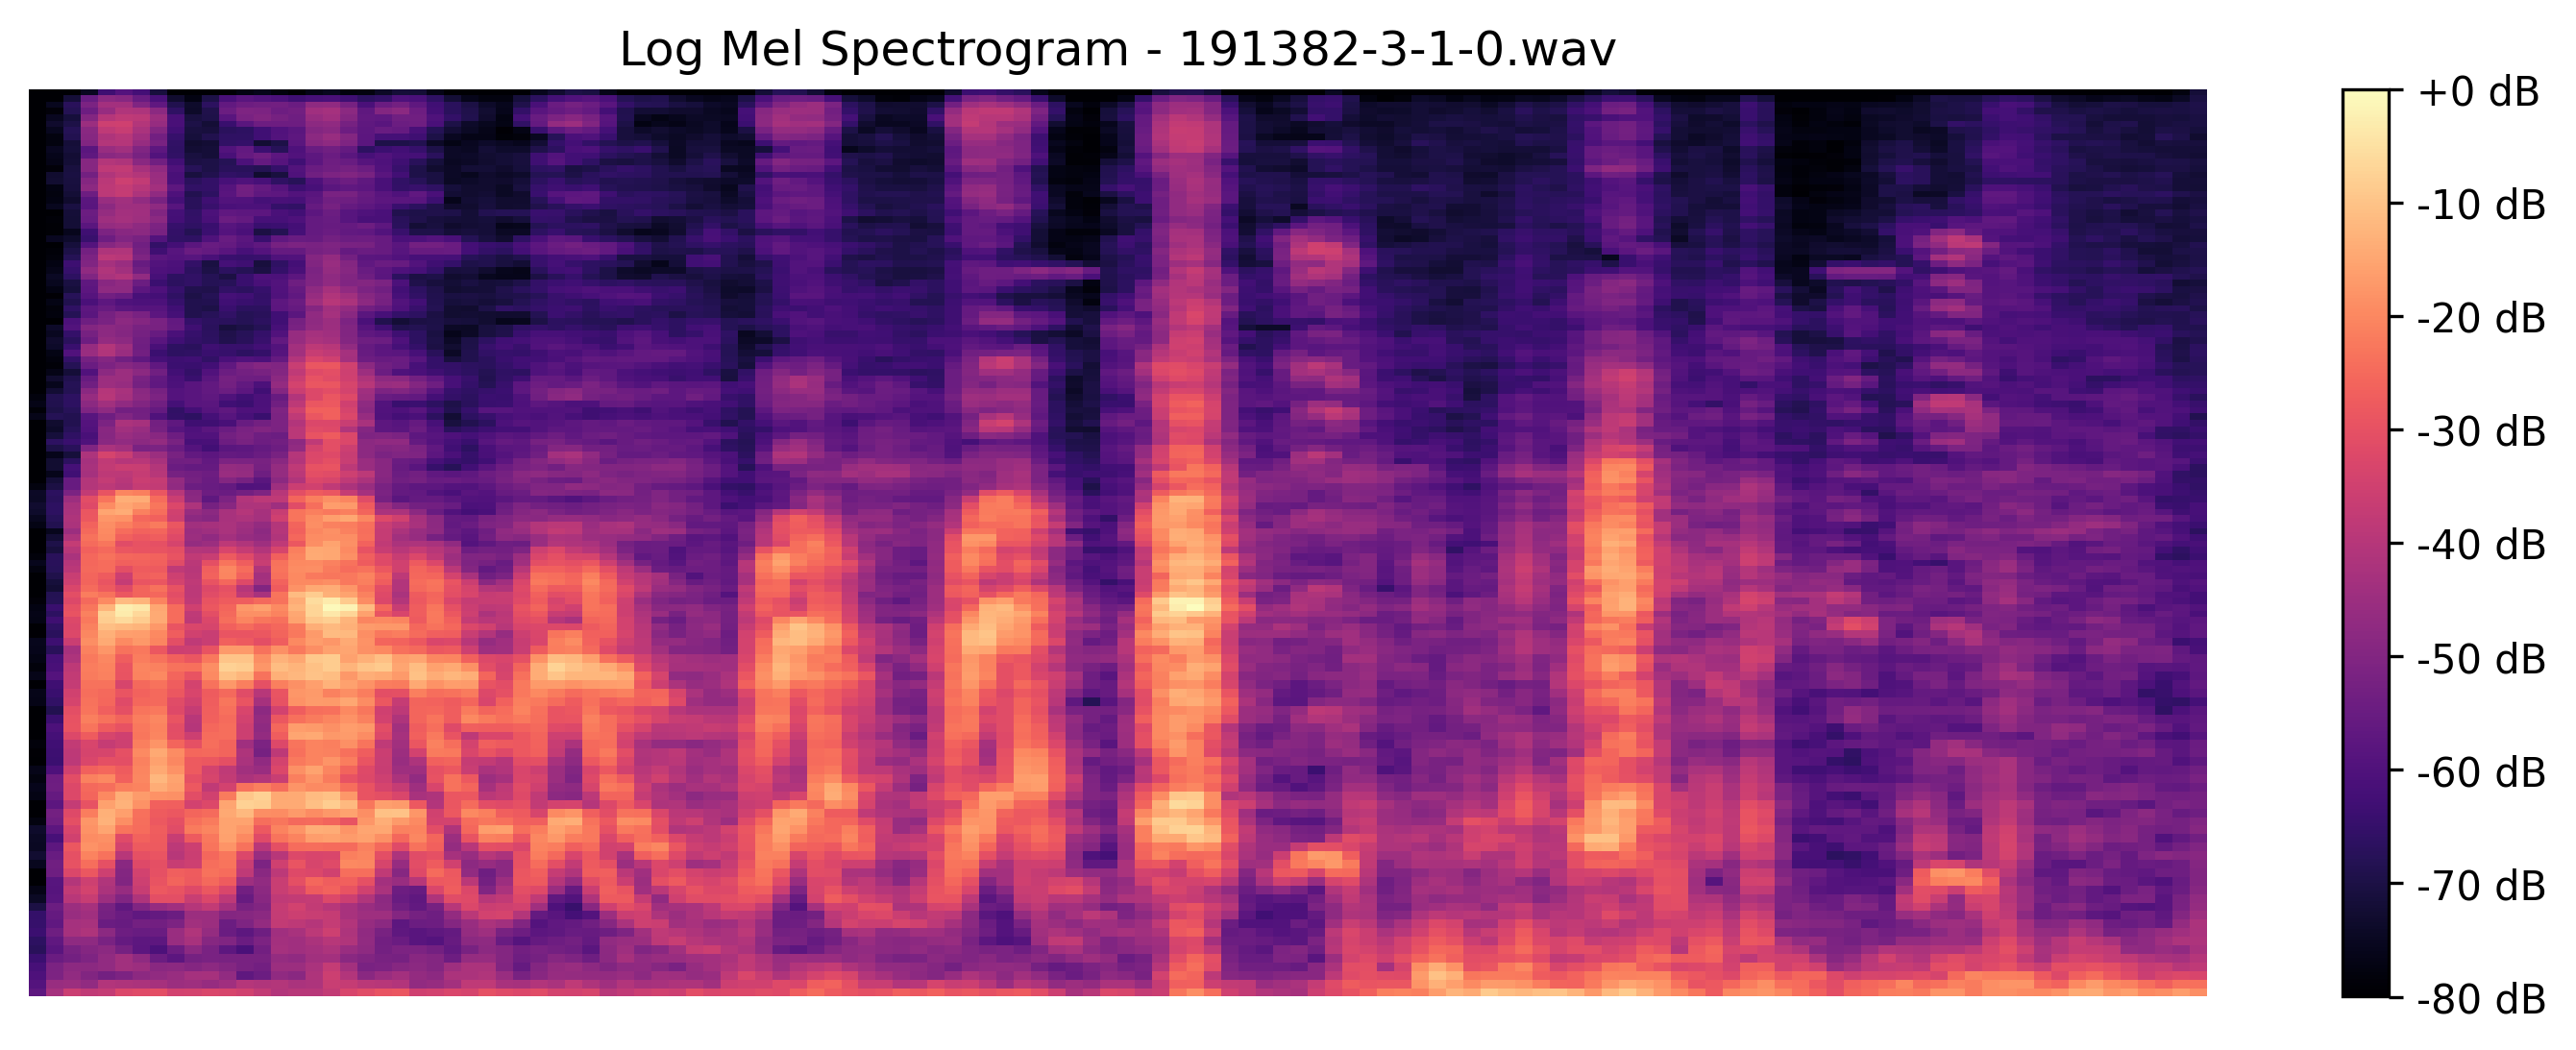 Log Mel Spectrogram - 191382-3-1-0.wav
+0 dB
-10 dB
-20 dB
-30 dB
-40 dB
-50 dB
-60 dB
-70 dB
-80 dB